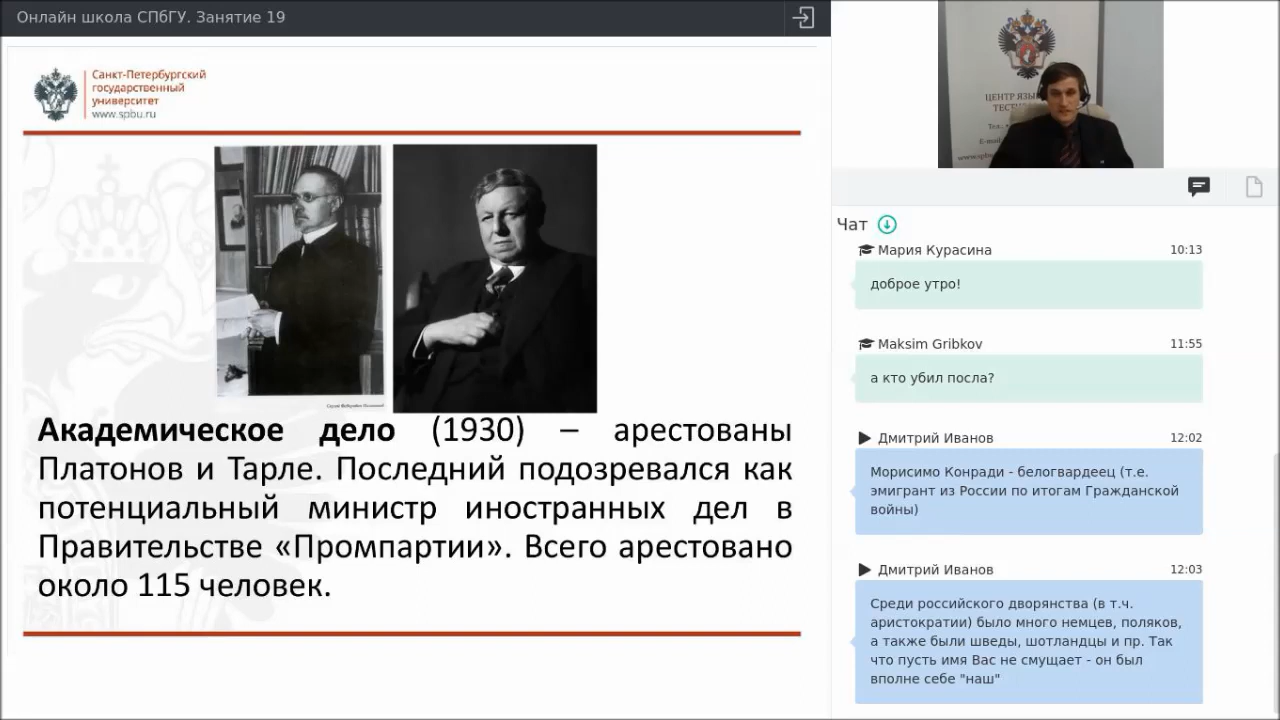 Онлайн школа СПбГУ. Занятие 19
Санкт-Петербургский
государственный
университет
www.spbu.ru
Академическое дело (1930) – арестованы
Платонов и Тарле. Последний подозревался как
потенциальный министр иностранных дел в
Правительстве «Промпартии». Всего арестовано
около 115 человек.
Чат
Мария Курасина 10:13
доброе утро!
Maksim Gribkov 11:55
а кто убил посла?
Дмитрий Иванов 12:02
Морисимо Конради - белогвардеец (т.е.
эмигрант из России по итогам Гражданской
войны)
Дмитрий Иванов 12:03
Среди российского дворянства (в т.ч.
аристократии) было много немцев, поляков,
а также были шведы, шотландцы и пр. Так
что пусть имя Вас не смущает - он был
вполне себе "наш"